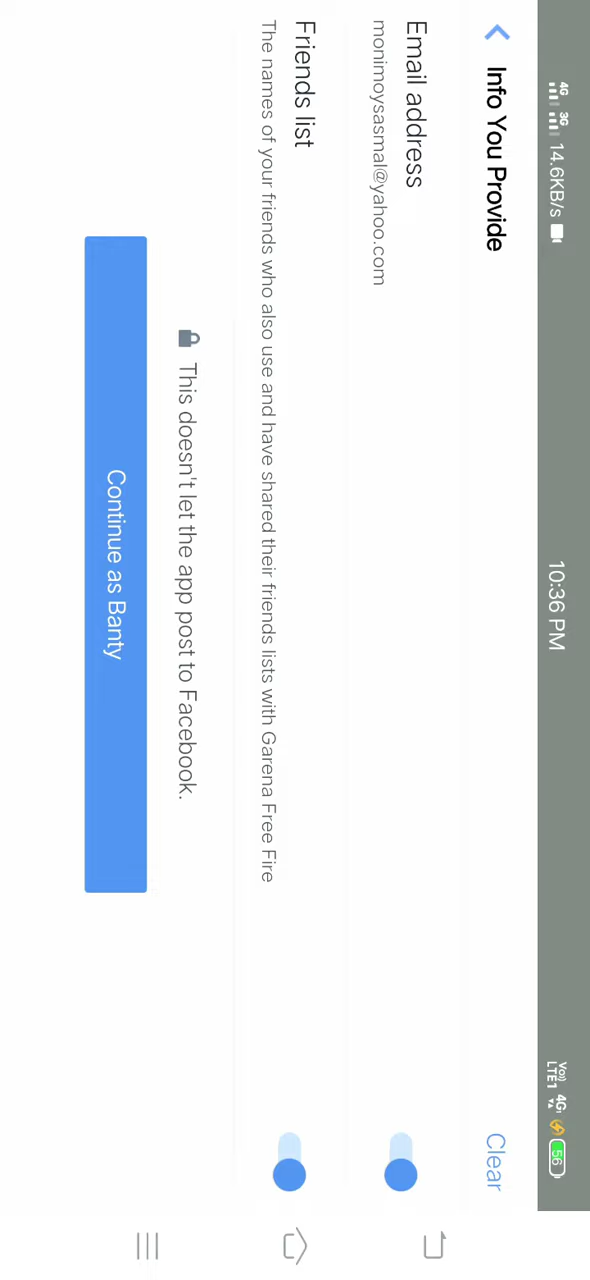 4G 3G 14.6KB/s 10:36 PM Vo)) LTE1 4G 56
Info You Provide Clear
Email address
monimoysasmal@yahoo.com
Friends list
The names of your friends who also use and have shared their friends lists with Garena Free Fire
This doesn't let the app post to Facebook.
Continue as Banty